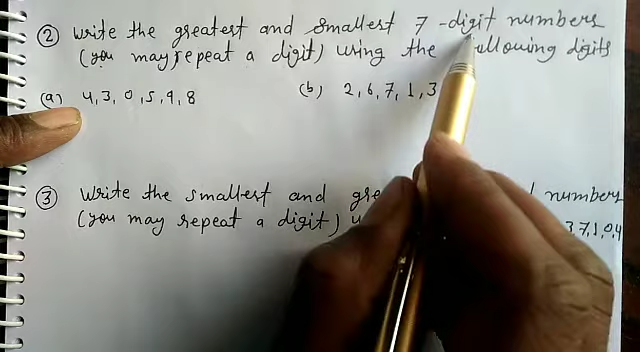 ② Write the greatest and smallest 7-digit numbers
(you may repeat a digit) using the following digits
(a) 4,3,0,5,9,8 (b) 2,6,7,1,3
③ Write the smallest and numbers
(you may repeat a digit) 3,7,1,0,4